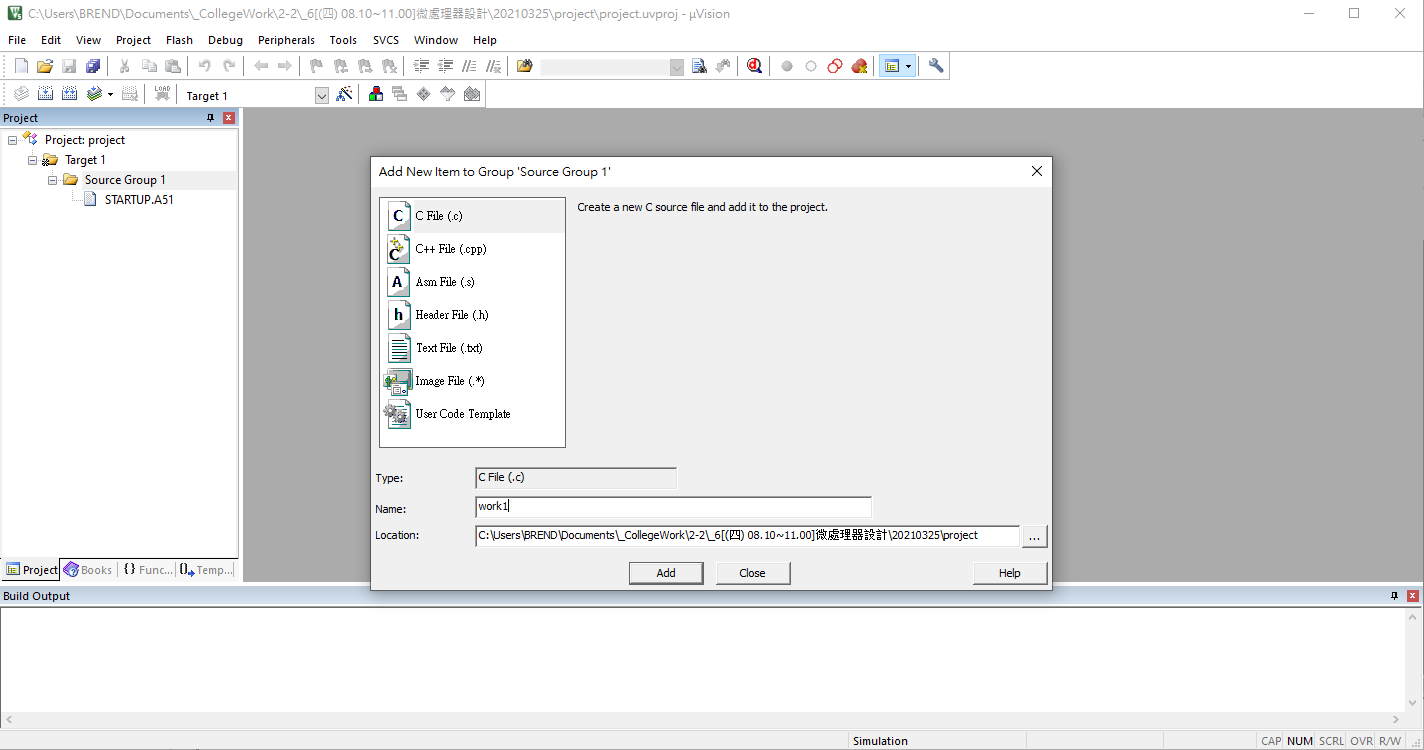 C:\Users\BREND\Documents\_CollegeWork\2-2\_6[(四) 08.10~11.00]微處理器設計\20210325\project\project.uvproj - µVision
File Edit View Project Flash Debug Peripherals Tools SVCS Window Help
LOAD
Target 1
Project
Project: project
Target 1
Source Group 1
STARTUP.A51
Add New Item to Group 'Source Group 1'
C File (.c)
C++ File (.cpp)
Asm File (.s)
Header File (.h)
Text File (.txt)
Image File (.*)
User Code Template
Create a new C source file and add it to the project.
Type: C File (.c)
Name: work1
Location: C:\Users\BREND\Documents\_CollegeWork\2-2\_6[(四) 08.10~11.00]微處理器設計\20210325\project ...
Add Close Help
Project Books {} Func... Temp...
Build Output
Simulation CAP NUM SCRL OVR R/W